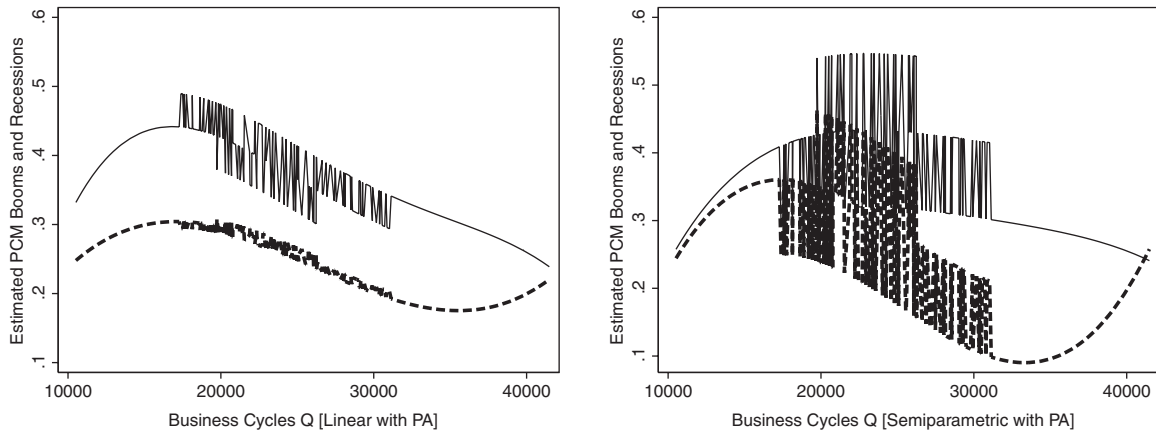 Estimated PCM Booms and Recessions
.6
.5
.4
.3
.2
.1
10000 20000 30000 40000
Business Cycles Q [Linear with PA]
Estimated PCM Booms and Recessions
.6
.5
.4
.3
.2
.1
10000 20000 30000 40000
Business Cycles Q [Semiparametric with PA]